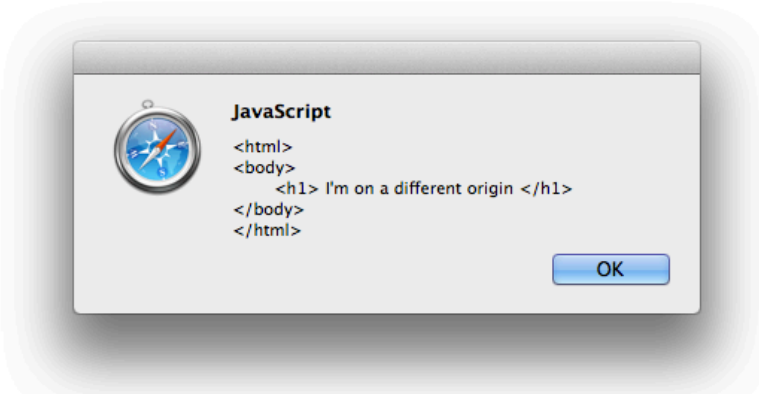 JavaScript
<html>
<body>
<h1> I'm on a different origin </h1>
</body>
</html>
OK